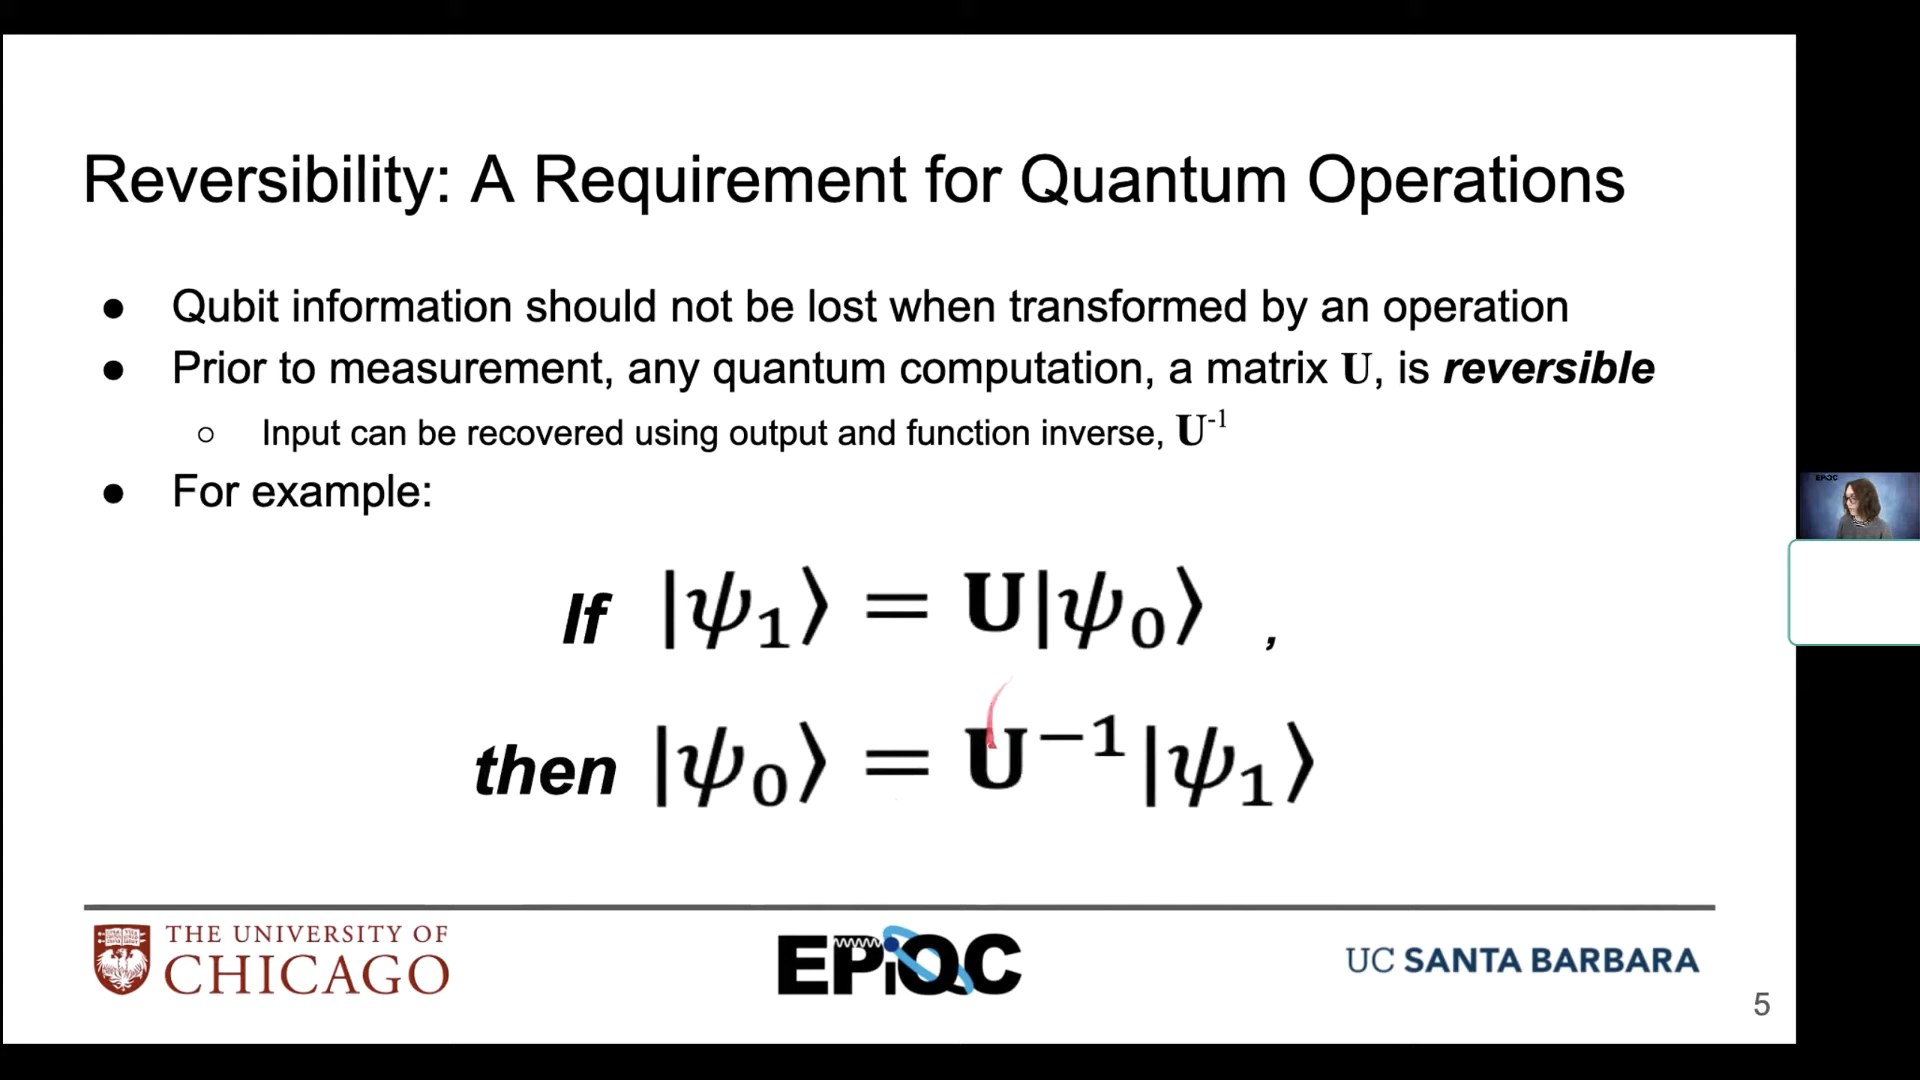 Reversibility: A Requirement for Quantum Operations
● Qubit information should not be lost when transformed by an operation
● Prior to measurement, any quantum computation, a matrix U, is reversible
○ Input can be recovered using output and function inverse, U⁻¹
● For example:
If |ψ₁⟩ = U|ψ₀⟩ ,
then |ψ₀⟩ = U⁻¹|ψ₁⟩
THE UNIVERSITY OF
CHICAGO
EPiQC
UC SANTA BARBARA
5
EPiQC